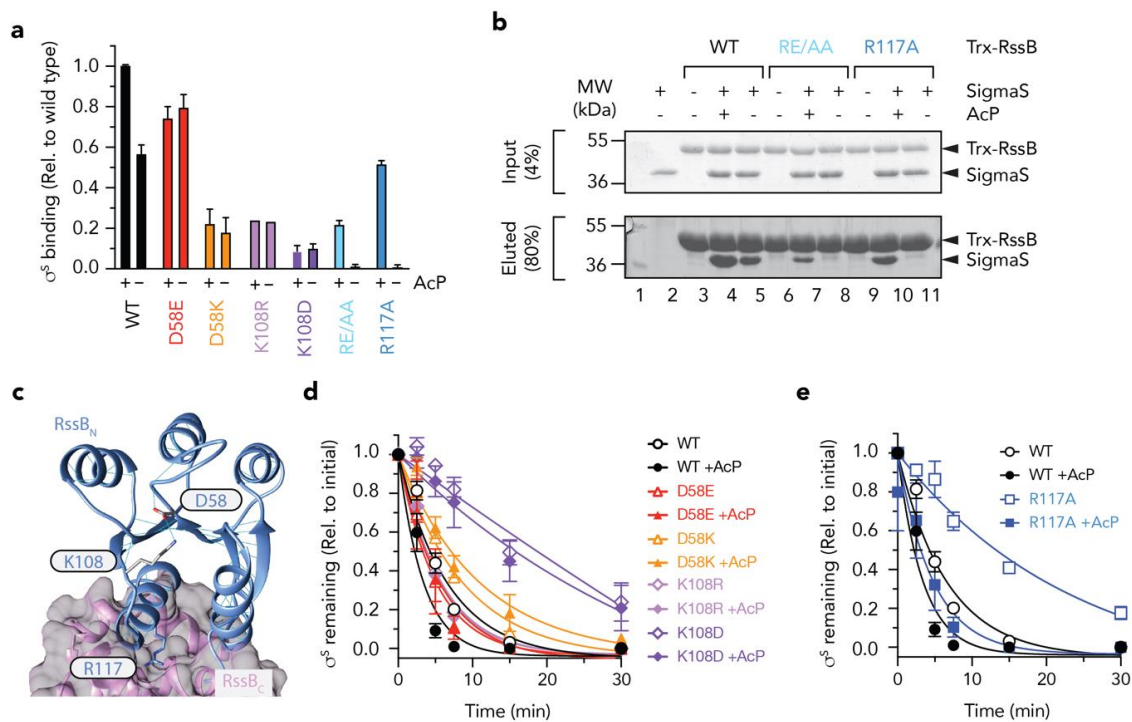 a
σS binding (Rel. to wild type)
1.0
0.8
0.6
0.4
0.2
0.0
+ − + − + − + − + − + − + − AcP
WT
D58E
D58K
K108R
K108D
RE/AA
R117A
b
WT RE/AA R117A Trx-RssB
MW
(kDa)
+ - + + - + + - + + SigmaS
- - + - - + - - + - AcP
Input
(4%)
55
36
Trx-RssB
SigmaS
Eluted
(80%)
55
36
Trx-RssB
SigmaS
1 2 3 4 5 6 7 8 9 10 11
c
RssBN
D58
K108
R117
RssBC
d
σS remaining (Rel. to initial)
1.0
0.8
0.6
0.4
0.2
0.0
0 10 20 30
Time (min)
WT
WT +AcP
D58E
D58E +AcP
D58K
D58K +AcP
K108R
K108R +AcP
K108D
K108D +AcP
e
σS remaining (Rel. to initial)
1.0
0.8
0.6
0.4
0.2
0.0
0 10 20 30
Time (min)
WT
WT +AcP
R117A
R117A +AcP